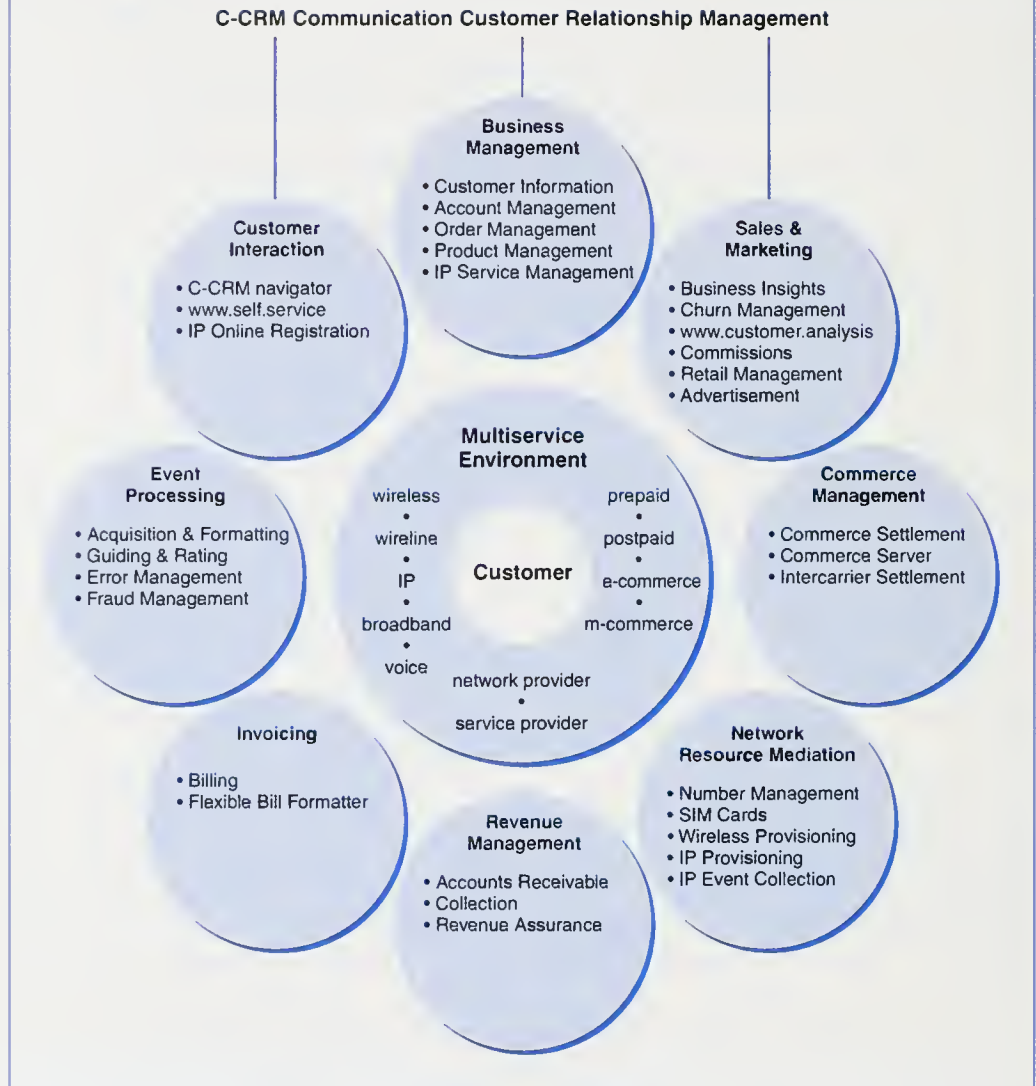 C-CRM Communication Customer Relationship Management
Business
Management
• Customer Information
• Account Management
• Order Management
• Product Management
• IP Service Management
Customer
Interaction
• C-CRM navigator
• www.self.service
• IP Online Registration
Sales &
Marketing
• Business Insights
• Churn Management
• www.customer.analysis
• Commissions
• Retail Management
• Advertisement
Event
Processing
• Acquisition & Formatting
• Guiding & Rating
• Error Management
• Fraud Management
Multiservice
Environment
wireless
•
wireline
•
IP
•
broadband
•
voice
Customer
prepaid
•
postpaid
•
e-commerce
•
m-commerce
network provider
•
service provider
Commerce
Management
• Commerce Settlement
• Commerce Server
• Intercarrier Settlement
Invoicing
• Billing
• Flexible Bill Formatter
Revenue
Management
• Accounts Receivable
• Collection
• Revenue Assurance
Network
Resource Mediation
• Number Management
• SIM Cards
• Wireless Provisioning
• IP Provisioning
• IP Event Collection